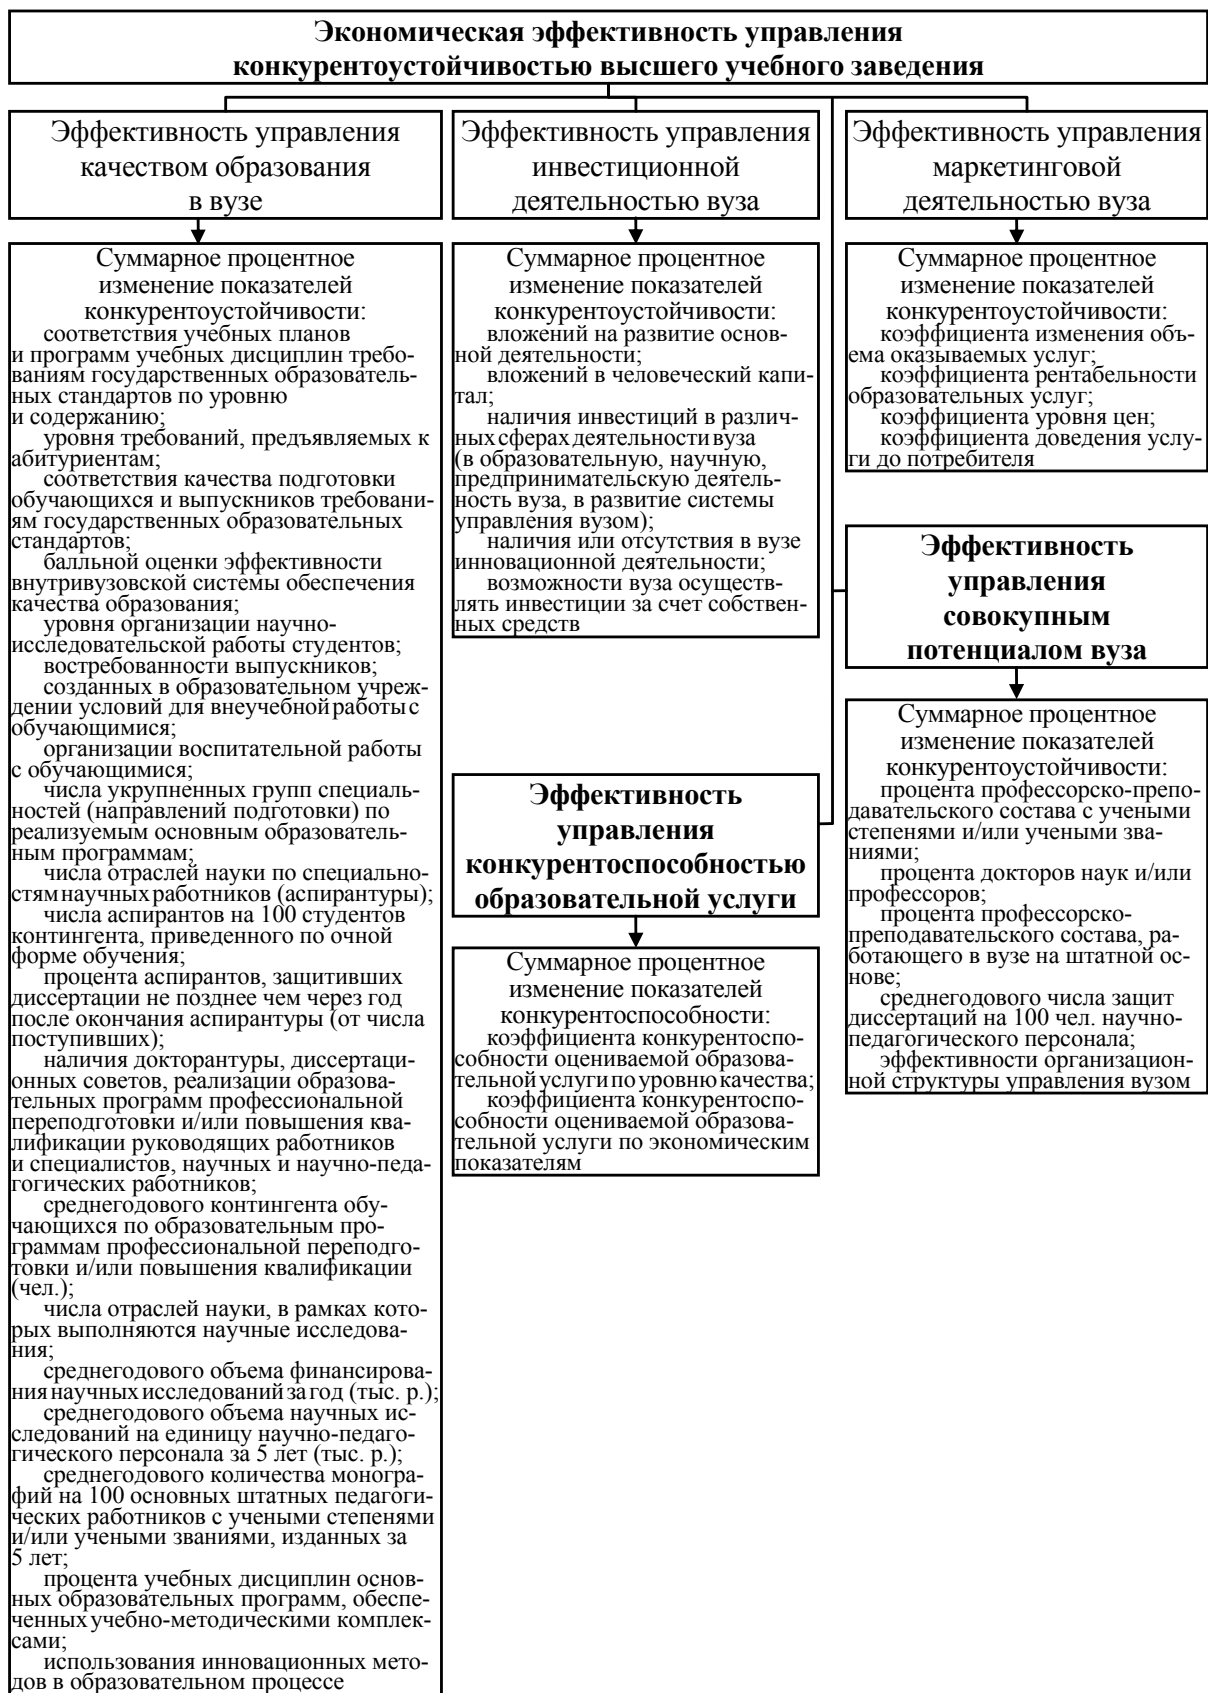 Экономическая эффективность управления
конкурентоустойчивостью высшего учебного заведения
Эффективность управления
качеством образования
в вузе
Суммарное процентное
изменение показателей
конкурентоустойчивости:
соответствия учебных планов
и программ учебных дисциплин требо-
ваниям государственных образователь-
ных стандартов по уровню
и содержанию;
уровня требований, предъявляемых к
абитуриентам;
соответствия качества подготовки
обучающихся и выпускников требовани-
ям государственных образовательных
стандартов;
балльной оценки эффективности
внутривузовской системы обеспечения
качества образования;
уровня организации научно-
исследовательской работы студентов;
востребованности выпускников;
созданных в образовательном учреж-
дении условий для внеучебной работы с
обучающимися;
организации воспитательной работы
с обучающимися;
числа укрупненных групп специаль-
ностей (направлений подготовки) по
реализуемым основным образователь-
ным программам;
числа отраслей науки по специально-
стям научных работников (аспирантуры);
числа аспирантов на 100 студентов
контингента, приведенного по очной
форме обучения;
процента аспирантов, защитивших
диссертации не позднее чем через год
после окончания аспирантуры (от числа
поступивших);
наличия докторантуры, диссертаци-
онных советов, реализации образова-
тельных программ профессиональной
переподготовки и/или повышения ква-
лификации руководящих работников
и специалистов, научных и научно-педа-
гогических работников;
среднегодового контингента обу-
чающихся по образовательным про-
граммам профессиональной переподго-
товки и/или повышения квалификации
(чел.);
числа отраслей науки, в рамках кото-
рых выполняются научные исследова-
ния;
среднегодового объема финансирова-
ния научных исследований за год (тыс. р.);
среднегодового объема научных ис-
следований на единицу научно-педаго-
гического персонала за 5 лет (тыс. р.);
среднегодового количества моногра-
фий на 100 основных штатных педагоги-
ческих работников с учеными степенями
и/или учеными званиями, изданных за
5 лет;
процента учебных дисциплин основ-
ных образовательных программ, обеспе-
ченных учебно-методическими комплек-
сами;
использования инновационных мето-
дов в образовательном процессе
Эффективность управления
инвестиционной
деятельностью вуза
Суммарное процентное
изменение показателей
конкурентоустойчивости:
вложений на развитие основ-
ной деятельности;
вложений в человеческий капи-
тал;
наличия инвестиций в различ-
ных сферах деятельности вуза
(в образовательную, научную,
предпринимательскую деятель-
ность вуза, в развитие системы
управления вузом);
наличия или отсутствия в вузе
инновационной деятельности;
возможности вуза осуществ-
лять инвестиции за счет собствен-
ных средств
Эффективность
управления
конкурентоспособностью
образовательной услуги
Суммарное процентное
изменение показателей
конкурентоспособности:
коэффициента конкурентоспо-
собности оцениваемой образова-
тельной услуги по уровню качества;
коэффициента конкурентоспо-
собности оцениваемой образова-
тельной услуги по экономическим
показателям
Эффективность управления
маркетинговой
деятельностью вуза
Суммарное процентное
изменение показателей
конкурентоустойчивости:
коэффициента изменения объ-
ема оказываемых услуг;
коэффициента рентабельности
образовательных услуг;
коэффициента уровня цен;
коэффициента доведения услу-
ги до потребителя
Эффективность
управления
совокупным
потенциалом вуза
Суммарное процентное
изменение показателей
конкурентоустойчивости:
процента профессорско-препо-
давательского состава с учеными
степенями и/или учеными зва-
ниями;
процента докторов наук и/или
профессоров;
процента профессорско-
преподавательского состава, ра-
ботающего в вузе на штатной ос-
нове;
среднегодового числа защит
диссертаций на 100 чел. научно-
педагогического персонала;
эффективности организацион-
ной структуры управления вузом